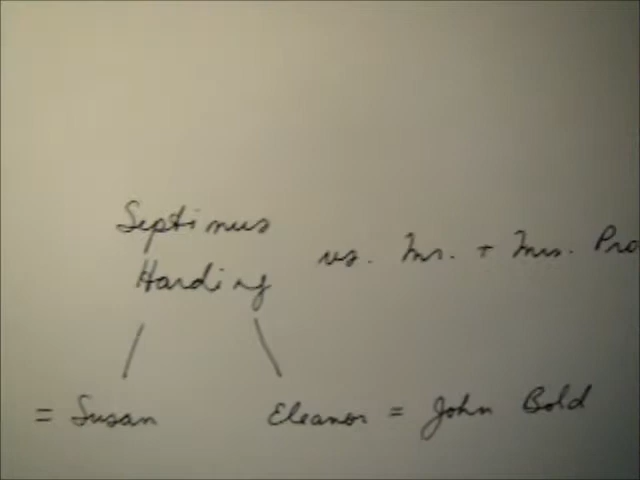 Septimus
Harding vs. Mr. + Mrs. Pro
= Susan Eleanor = John Bold